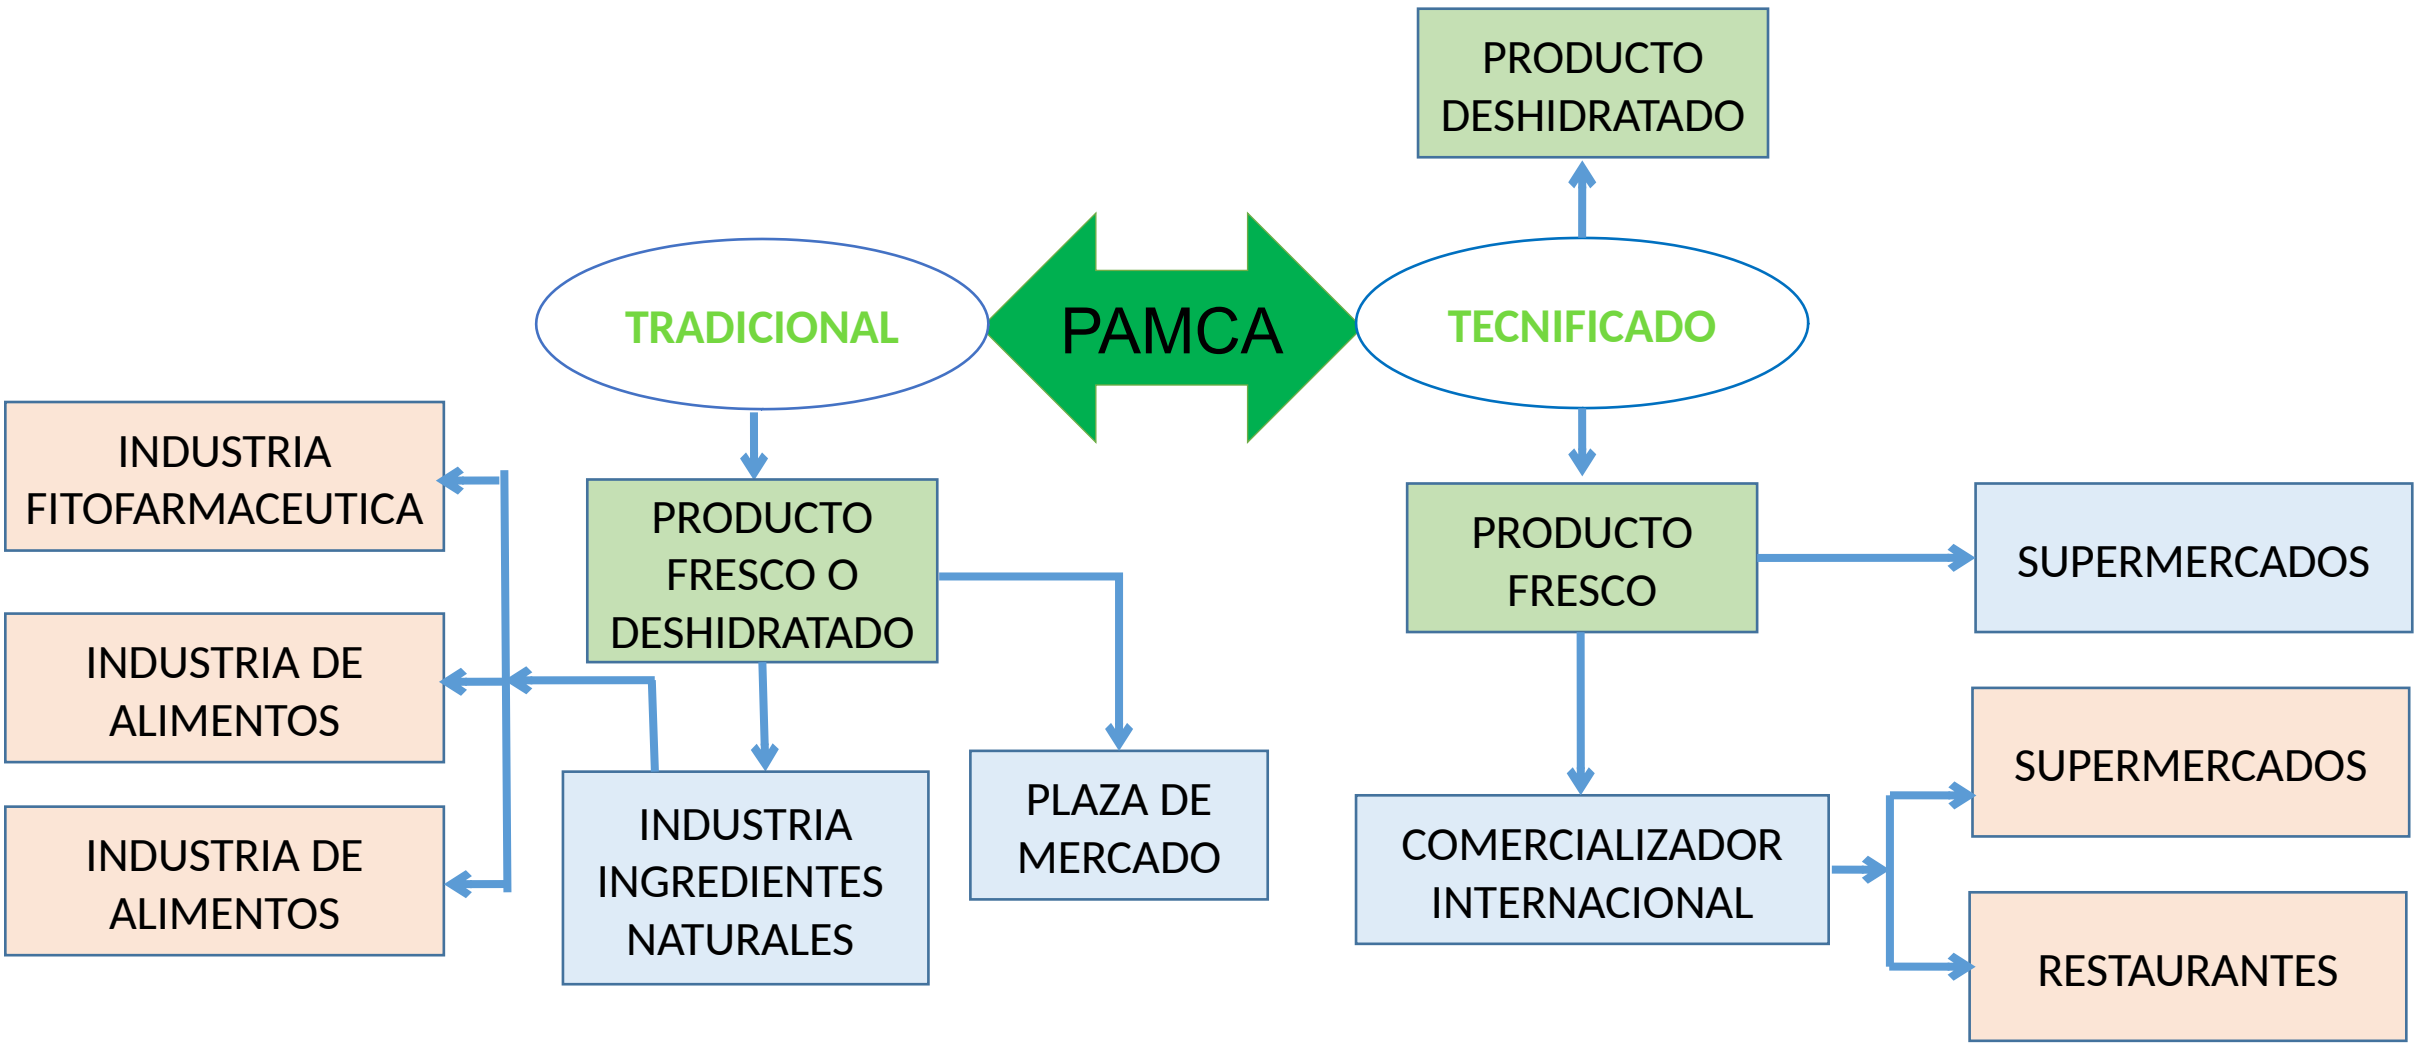 PRODUCTO
DESHIDRATADO
TRADICIONAL
PAMCA
TECNIFICADO
INDUSTRIA
FITOFARMACEUTICA
PRODUCTO
FRESCO O
DESHIDRATADO
PRODUCTO
FRESCO
SUPERMERCADOS
INDUSTRIA DE
ALIMENTOS
SUPERMERCADOS
INDUSTRIA DE
ALIMENTOS
INDUSTRIA
INGREDIENTES
NATURALES
PLAZA DE
MERCADO
COMERCIALIZADOR
INTERNACIONAL
RESTAURANTES